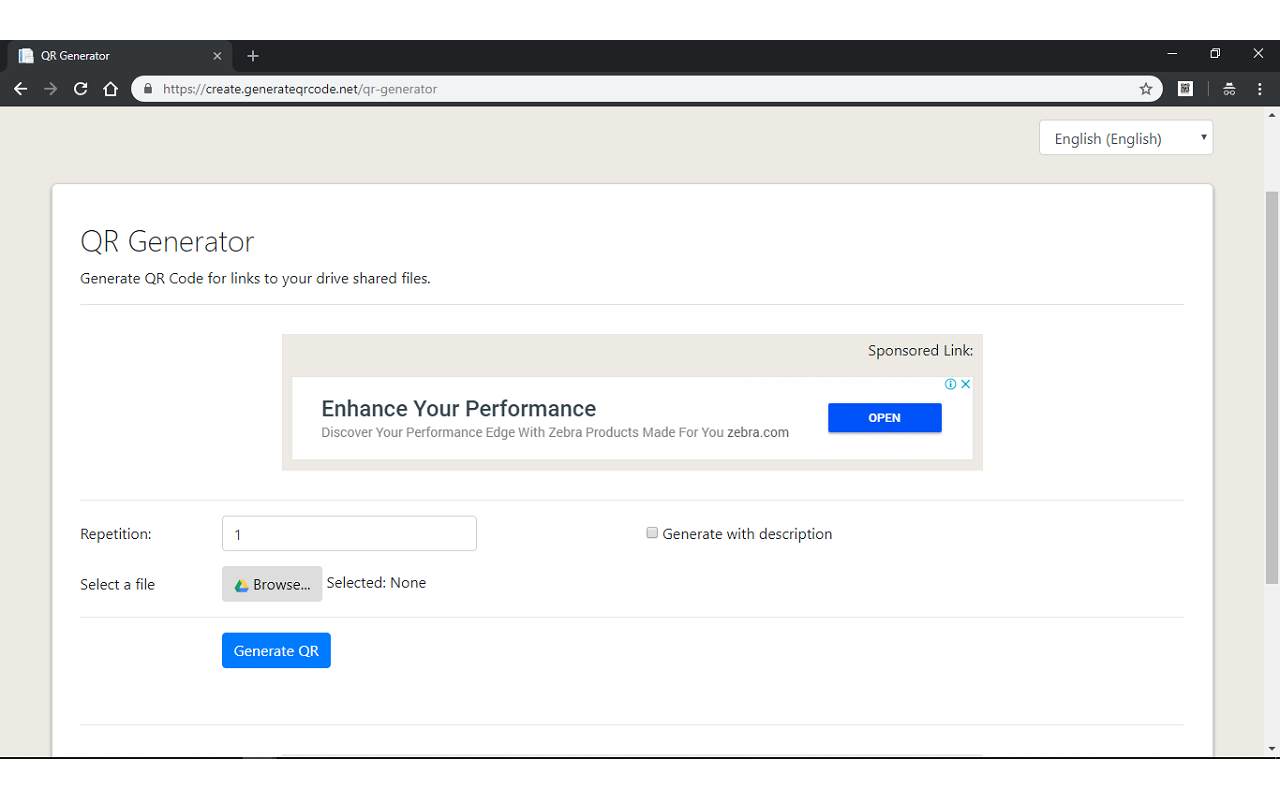 QR Generator
https://create.generateqrcode.net/qr-generator
English (English)
QR Generator
Generate QR Code for links to your drive shared files.
Sponsored Link:
Enhance Your Performance
Discover Your Performance Edge With Zebra Products Made For You zebra.com
OPEN
Repetition:
1
Generate with description
Select a file
Browse...
Selected: None
Generate QR